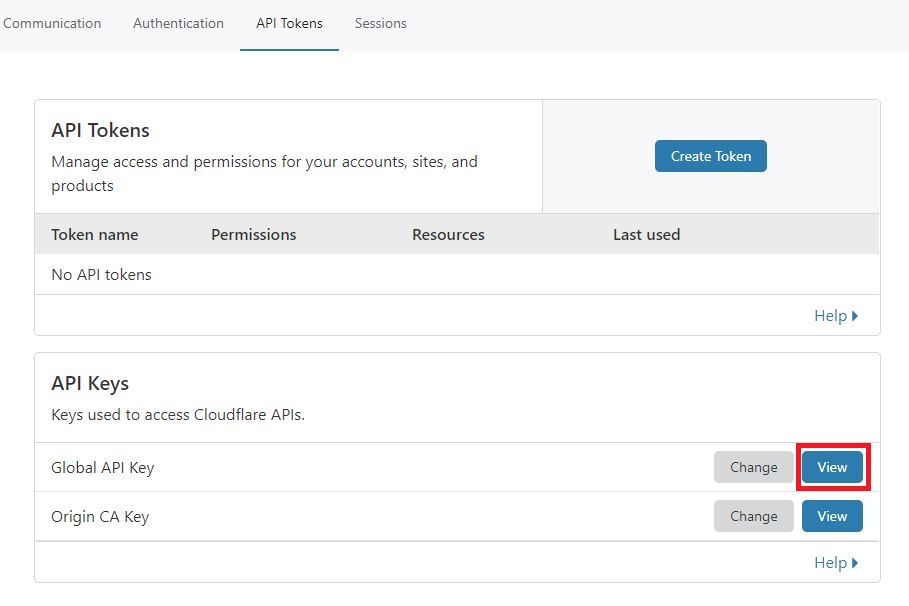 Communication Authentication API Tokens Sessions
API Tokens
Manage access and permissions for your accounts, sites, and
products
Create Token
Token name Permissions Resources Last used
No API tokens
Help
API Keys
Keys used to access Cloudflare APIs.
Global API Key Change View
Origin CA Key Change View
Help